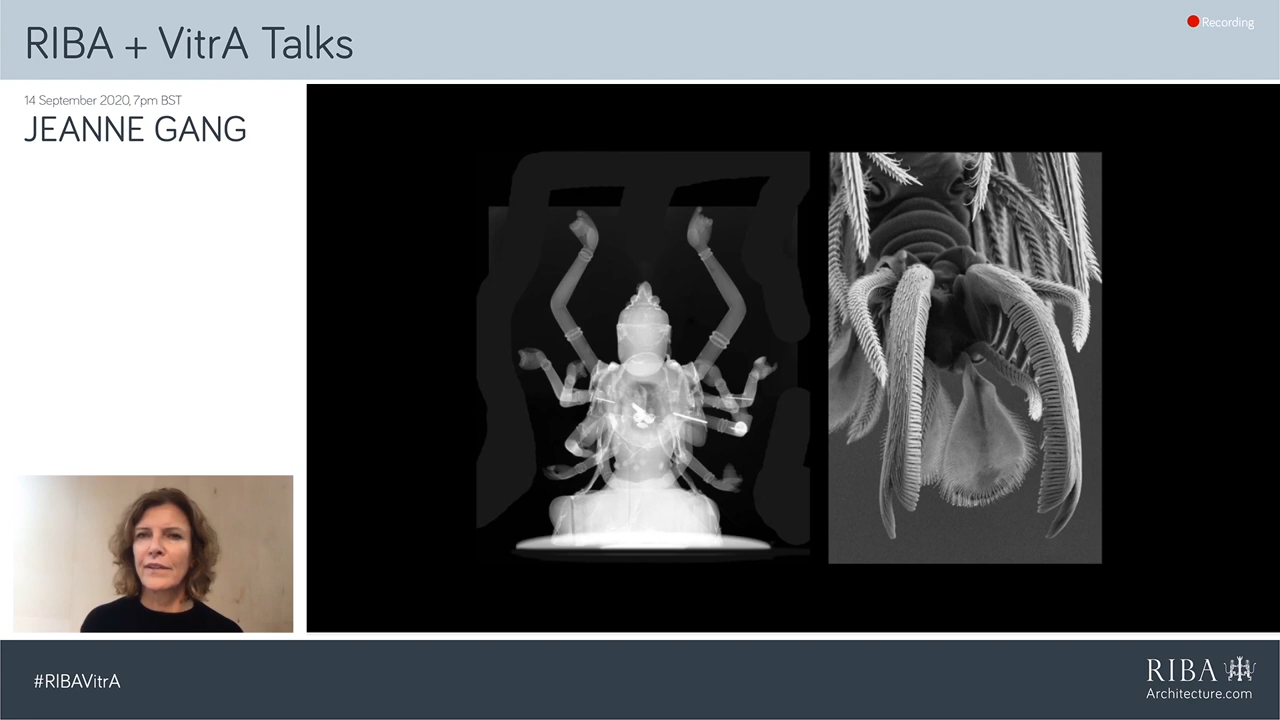 RIBA + VitrA Talks
Recording
14 September 2020, 7pm BST
JEANNE GANG
#RIBAVitrA
RIBA
Architecture.com